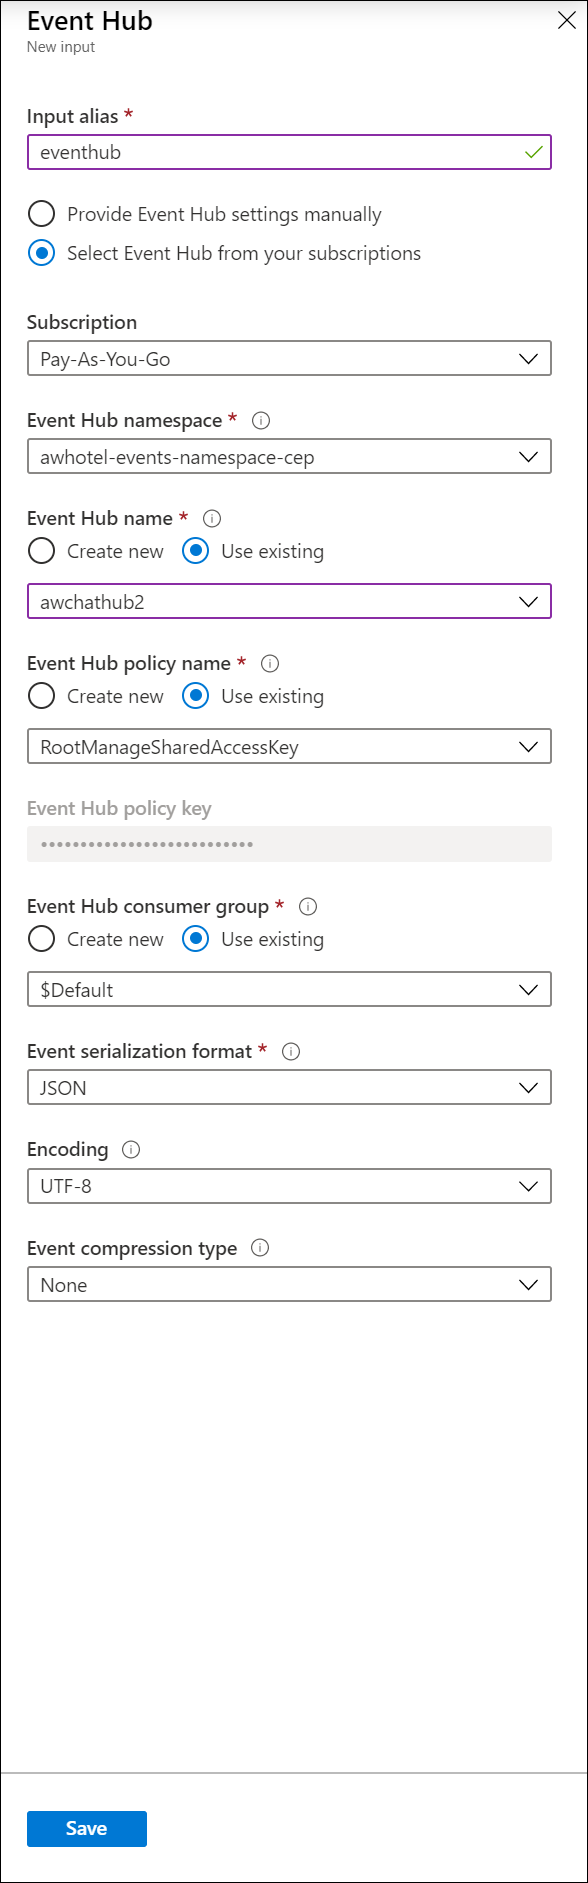 Event Hub
New input
Input alias *
eventhub
Provide Event Hub settings manually
Select Event Hub from your subscriptions
Subscription
Pay-As-You-Go
Event Hub namespace *
awhotel-events-namespace-cep
Event Hub name *
Create new Use existing
awchathub2
Event Hub policy name *
Create new Use existing
RootManageSharedAccessKey
Event Hub policy key
•••••••••••••••••••••••••••
Event Hub consumer group *
Create new Use existing
$Default
Event serialization format *
JSON
Encoding
UTF-8
Event compression type
None
Save